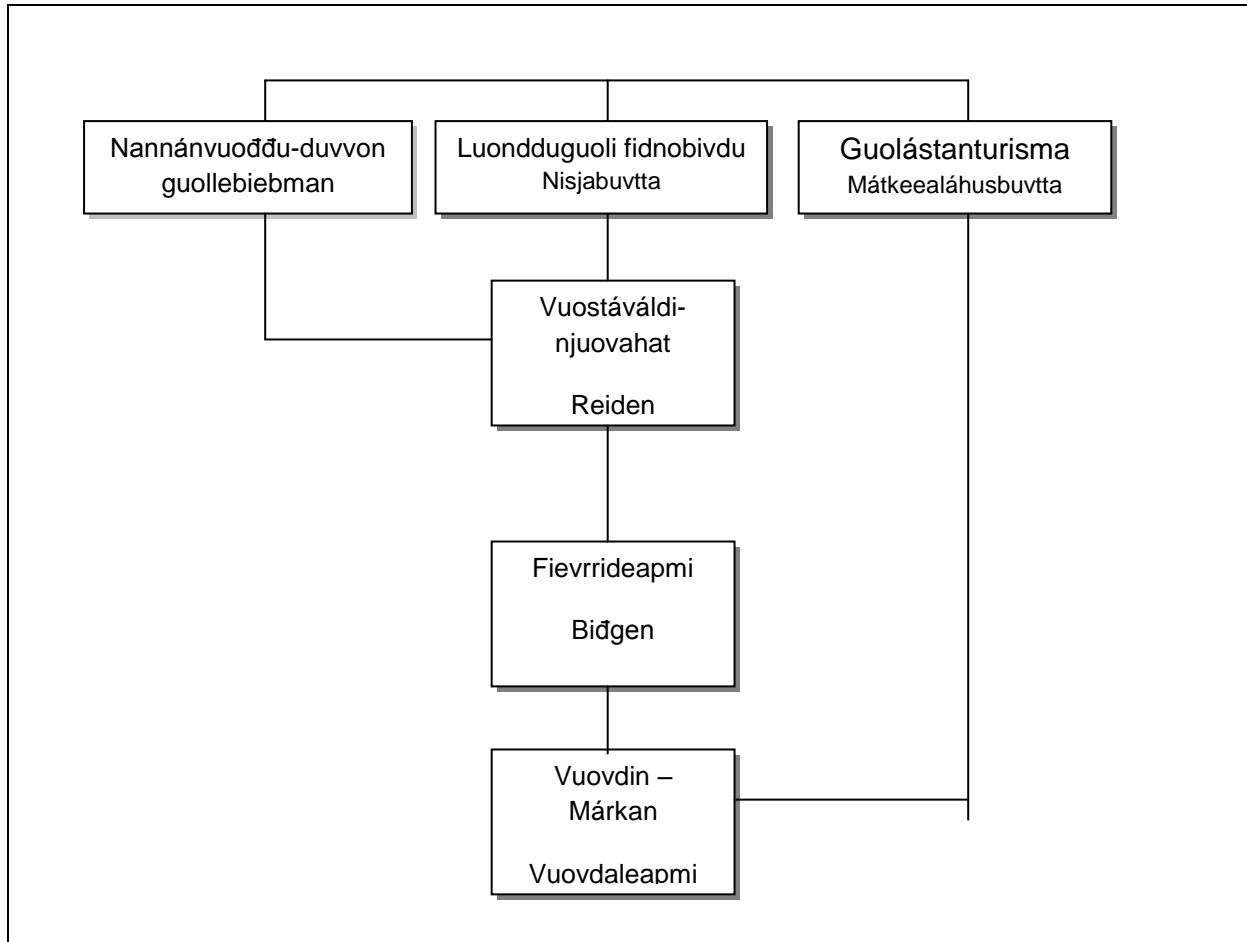 Nannánvuođđu-duvvon
guollebiebman
Luondduguoli fidnobivdu
Nisjabuvtta
Guolástanturisma
Mátkeealáhusbuvtta
Vuostáváldi-
njuovahat
Reiden
Fievrrideapmi
Biđgen
Vuovdin –
Márkan
Vuovdaleapmi